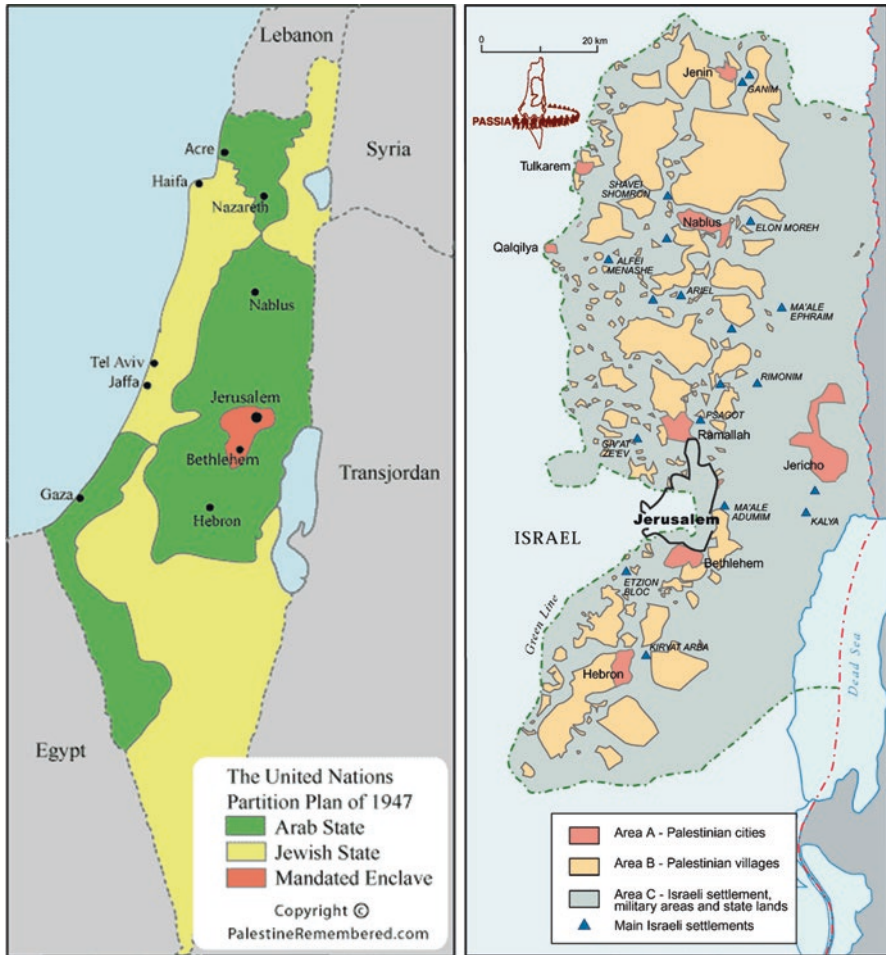 Lebanon
Syria
Acre
Haifa
Nazareth
Nablus
Tel Aviv
Jaffa
Jerusalem
Bethlehem
Transjordan
Gaza
Hebron
Egypt
The United Nations
Partition Plan of 1947
Arab State
Jewish State
Mandated Enclave
Copyright ©
PalestineRemembered.com
0
20 km
PASSIA
Jenin
GANIM
Tulkarem
SHAVEI
SHOMRON
Nablus
ELON MOREH
Qalqilya
ALFEI
MENASHE
ARIEL
MA'ALE
EPHRAIM
RIMONIM
PSAGOT
Ramallah
GIV'AT
ZE'EV
Jericho
KALYA
MA'ALE
ADUMIM
Jerusalem
ISRAEL
Bethlehem
ETZION
BLOC
Green Line
KIRYAT ARBA
Hebron
Dead Sea
Area A - Palestinian cities
Area B - Palestinian villages
Area C - Israeli settlement,
military areas and state lands
Main Israeli settlements